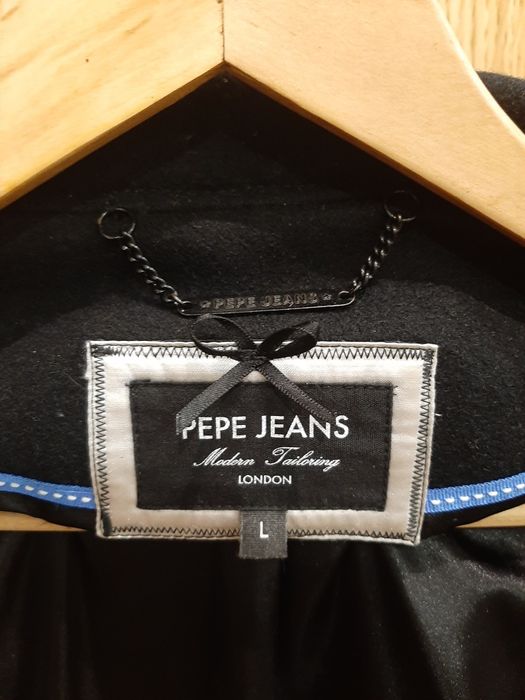 ★PEPE JEANS★
PEPE JEANS
Modern Tailoring
LONDON
L